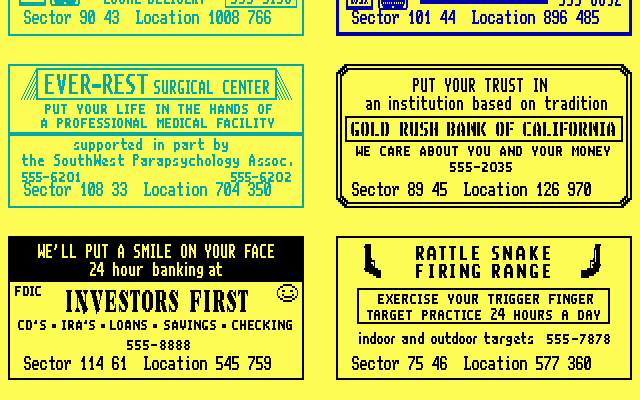 LOCAL DELIVERY
Sector 90 43 Location 1008 766
Sector 101 44 Location 896 485
EVER-REST SURGICAL CENTER
PUT YOUR LIFE IN THE HANDS OF
A PROFESSIONAL MEDICAL FACILITY
supported in part by
the SouthWest Parapsychology Assoc.
555-6201 555-6202
Sector 108 33 Location 704 350
PUT YOUR TRUST IN
an institution based on tradition
GOLD RUSH BANK OF CALIFORNIA
WE CARE ABOUT YOU AND YOUR MONEY
555-2035
Sector 89 45 Location 126 970
WE'LL PUT A SMILE ON YOUR FACE
24 hour banking at
FDIC
INVESTORS FIRST
CD'S ▪ IRA'S ▪ LOANS ▪ SAVINGS ▪ CHECKING
555-8888
Sector 114 61 Location 545 759
RATTLE SNAKE
FIRING RANGE
EXERCISE YOUR TRIGGER FINGER
TARGET PRACTICE 24 HOURS A DAY
indoor and outdoor targets 555-7878
Sector 75 46 Location 577 360